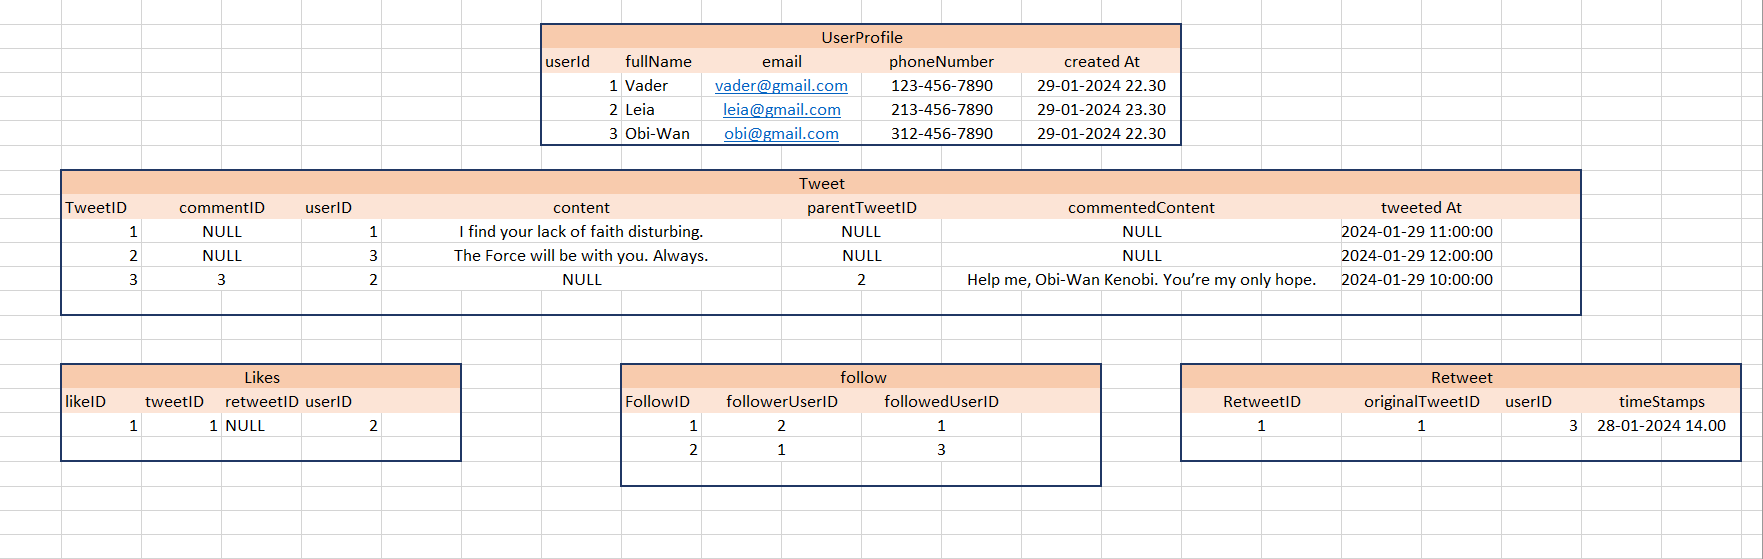 UserProfile
userId fullName email phoneNumber created At
1 Vader vader@gmail.com 123-456-7890 29-01-2024 22.30
2 Leia leia@gmail.com 213-456-7890 29-01-2024 23.30
3 Obi-Wan obi@gmail.com 312-456-7890 29-01-2024 22.30
Tweet
TweetID commentID userID content parentTweetID commentedContent tweeted At
1 NULL 1 I find your lack of faith disturbing. NULL NULL 2024-01-29 11:00:00
2 NULL 3 The Force will be with you. Always. NULL NULL 2024-01-29 12:00:00
3 3 2 NULL 2 Help me, Obi-Wan Kenobi. You’re my only hope. 2024-01-29 10:00:00
Likes
likeID tweetID retweetID userID
1 1 NULL 2
follow
FollowID followerUserID followedUserID
1 2 1
2 1 3
Retweet
RetweetID originalTweetID userID timeStamps
1 1 3 28-01-2024 14.00